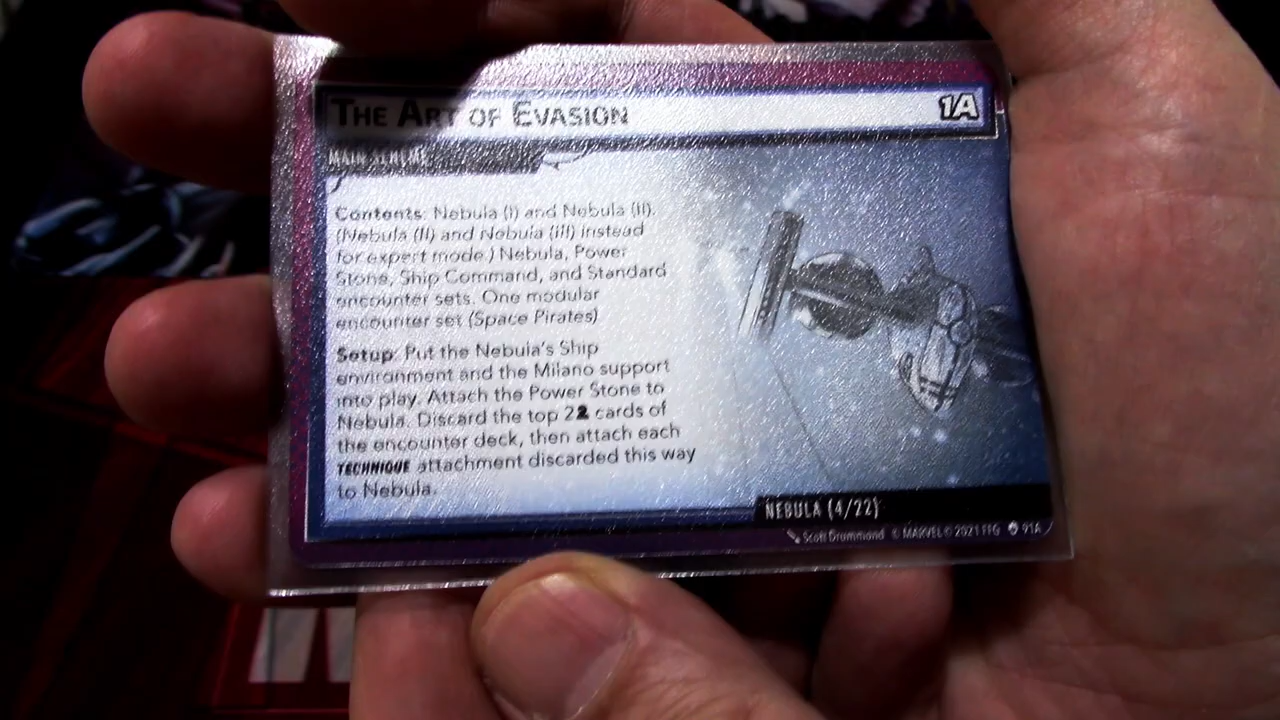 THE ART OF EVASION
1A
MAIN SCHEME
Contents: Nebula (I) and Nebula (II).
(Nebula (II) and Nebula (III) instead
for expert mode.) Nebula, Power
Stone, Ship Command, and Standard
encounter sets. One modular
encounter set (Space Pirates)
Setup: Put the Nebula's Ship
environment and the Milano support
into play. Attach the Power Stone to
Nebula. Discard the top 2 cards of
the encounter deck, then attach each
TECHNIQUE attachment discarded this way
to Nebula.
NEBULA (4/22)
Scott Drummond © MARVEL © 2021 FFG 91A